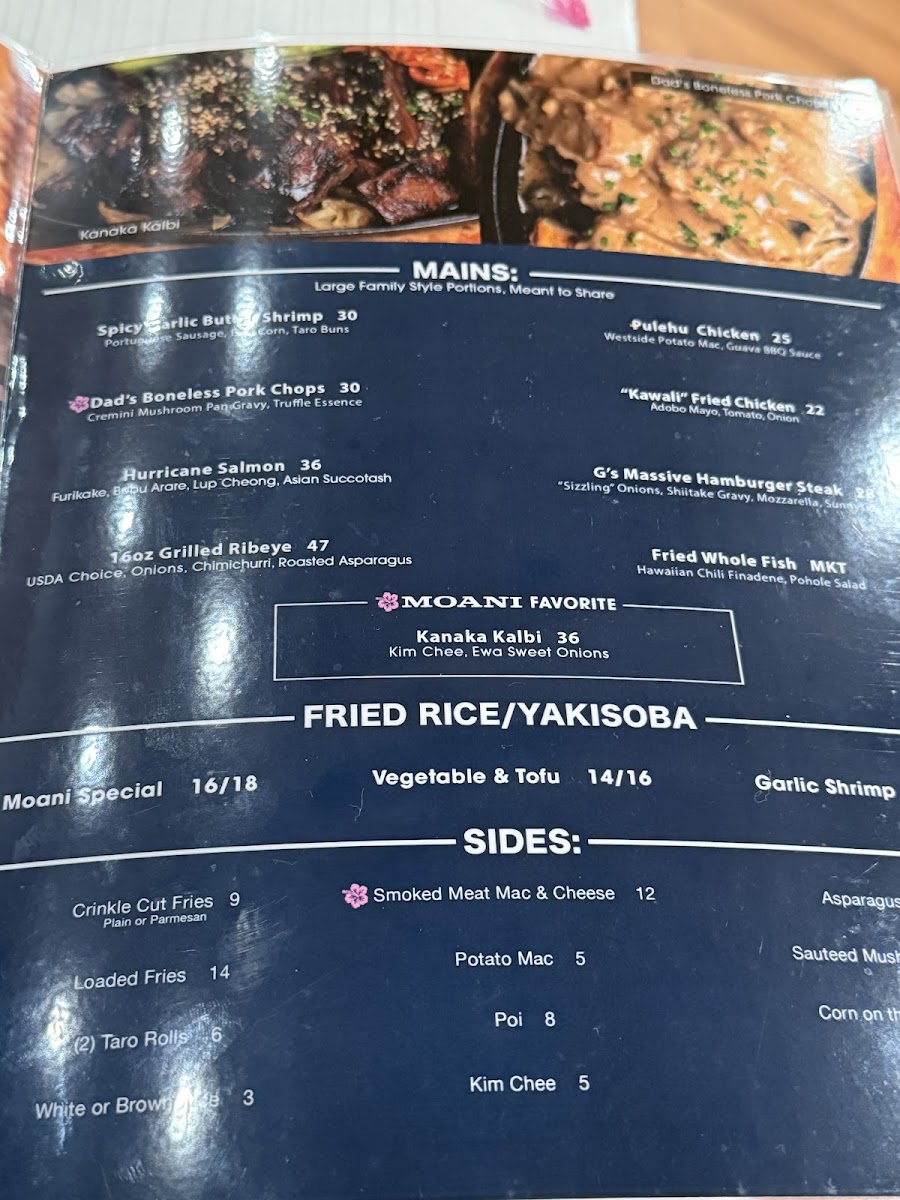 Dad's Boneless Pork Chops
Kanaka Kalbi
MAINS:
Large Family Style Portions, Meant to Share
Spicy Garlic Butter Shrimp 30
Portuguese Sausage, Corn, Taro Buns
Dad's Boneless Pork Chops 30
Cremini Mushroom Pan Gravy, Truffle Essence
Hurricane Salmon 36
Furikake, Bubu Arare, Lup Cheong, Asian Succotash
16oz Grilled Ribeye 47
USDA Choice, Onions, Chimichurri, Roasted Asparagus
Pulehu Chicken 25
Westside Potato Mac, Guava BBQ Sauce
"Kawali" Fried Chicken 22
Adobo Mayo, Tomato, Onion
G's Massive Hamburger Steak
"Sizzling" Onions, Shiitake Gravy, Mozzarella,
Fried Whole Fish MKT
Hawaiian Chili Finadene, Pohole Salad
MOANI FAVORITE
Kanaka Kalbi 36
Kim Chee, Ewa Sweet Onions
FRIED RICE/YAKISOBA
Moani Special 16/18
Vegetable & Tofu 14/16
Garlic Shrimp
SIDES:
Crinkle Cut Fries 9
Plain or Parmesan
Loaded Fries 14
(2) Taro Rolls 6
White or Brown 3
Smoked Meat Mac & Cheese 12
Potato Mac 5
Poi 8
Kim Chee 5
Asparagus
Sauteed
Corn on